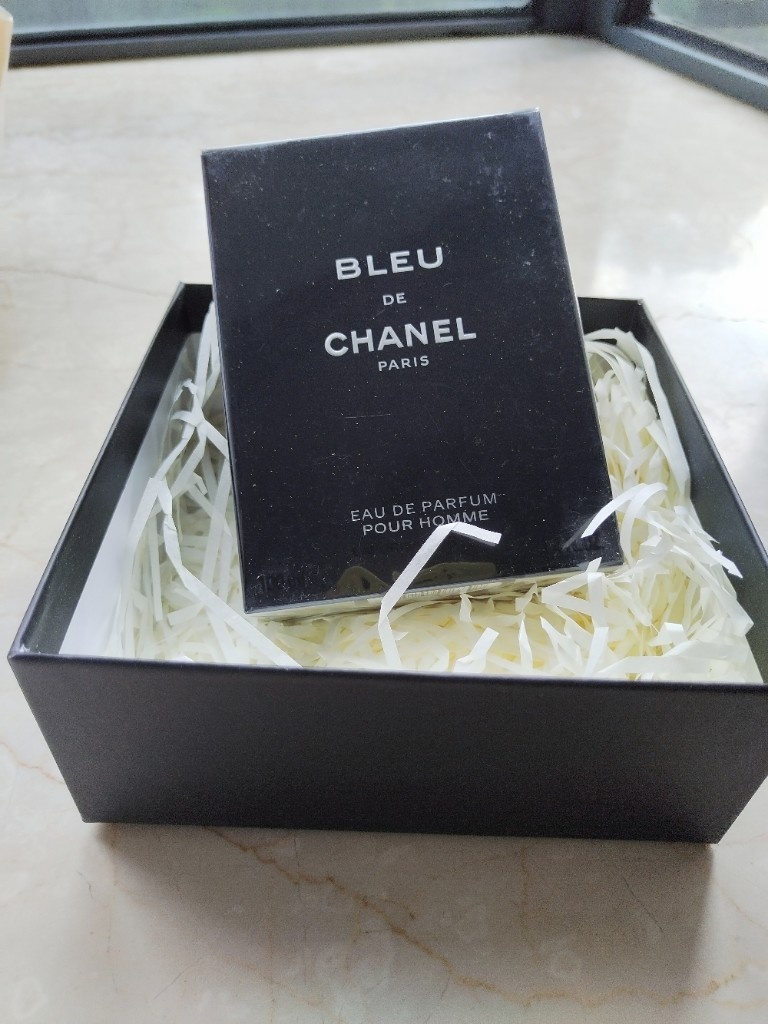 BLEU
DE
CHANEL
PARIS
EAU DE PARFUM
POUR HOMME